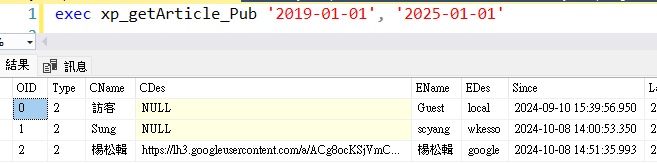 1 exec xp_getArticle_Pub '2019-01-01', '2025-01-01'
結果 訊息
OID Type CName CDes EName EDes Since
0 2 訪客 NULL Guest local 2024-09-10 15:39:56.950 2
1 2 Sung NULL scyang wkesso 2024-10-08 14:00:53.350 2
2 2 楊松輯 https://lh3.googleusercontent.com/a/ACg8ocKSjVmC... 楊松輯 google 2024-10-08 14:51:35.993 2